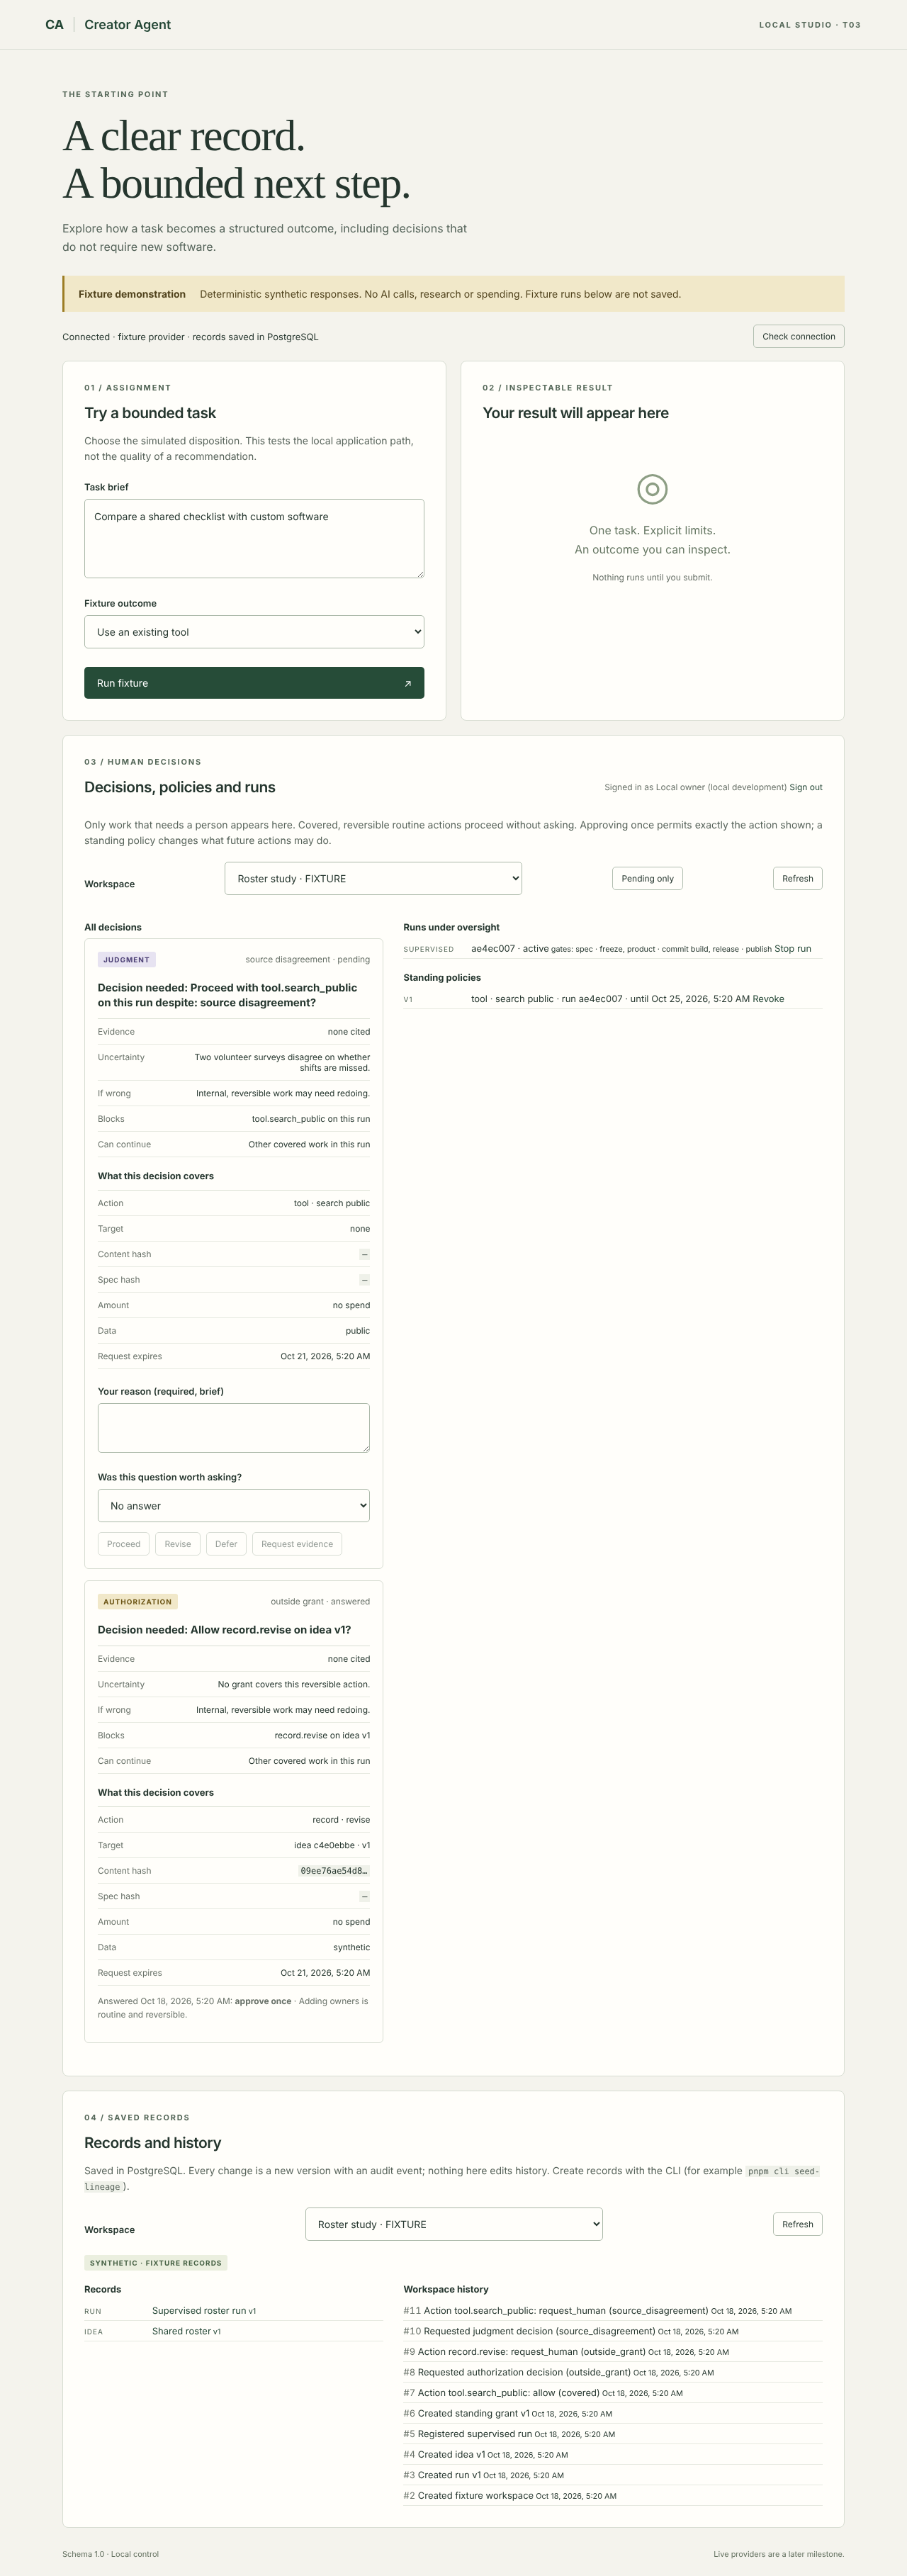 CA | Creator Agent
LOCAL STUDIO · T03
THE STARTING POINT
A clear record.
A bounded next step.
Explore how a task becomes a structured outcome, including decisions that
do not require new software.
Fixture demonstration Deterministic synthetic responses. No AI calls, research or spending. Fixture runs below are not saved.
Connected · fixture provider · records saved in PostgreSQL
Check connection
01 / ASSIGNMENT
Try a bounded task
Choose the simulated disposition. This tests the local application path,
not the quality of a recommendation.
Task brief
Compare a shared checklist with custom software
Fixture outcome
Use an existing tool
Run fixture ↗
02 / INSPECTABLE RESULT
Your result will appear here
One task. Explicit limits.
An outcome you can inspect.
Nothing runs until you submit.
03 / HUMAN DECISIONS
Decisions, policies and runs
Signed in as Local owner (local development) Sign out
Only work that needs a person appears here. Covered, reversible routine actions proceed without asking. Approving once permits exactly the action shown; a
standing policy changes what future actions may do.
Workspace
Roster study · FIXTURE
Pending only
Refresh
All decisions
JUDGMENT
source disagreement · pending
Decision needed: Proceed with tool.search_public
on this run despite: source disagreement?
Evidence none cited
Uncertainty Two volunteer surveys disagree on whether
shifts are missed.
If wrong Internal, reversible work may need redoing.
Blocks tool.search_public on this run
Can continue Other covered work in this run
What this decision covers
Action tool · search public
Target none
Content hash —
Spec hash —
Amount no spend
Data public
Request expires Oct 21, 2026, 5:20 AM
Your reason (required, brief)
Was this question worth asking?
No answer
Proceed
Revise
Defer
Request evidence
AUTHORIZATION
outside grant · answered
Decision needed: Allow record.revise on idea v1?
Evidence none cited
Uncertainty No grant covers this reversible action.
If wrong Internal, reversible work may need redoing.
Blocks record.revise on idea v1
Can continue Other covered work in this run
What this decision covers
Action record · revise
Target idea c4e0ebbe · v1
Content hash 09ee76ae54d8…
Spec hash —
Amount no spend
Data synthetic
Request expires Oct 21, 2026, 5:20 AM
Answered Oct 18, 2026, 5:20 AM: approve once · Adding owners is
routine and reversible.
Runs under oversight
SUPERVISED ae4ec007 · active gates: spec · freeze, product · commit build, release · publish Stop run
Standing policies
V1 tool · search public · run ae4ec007 · until Oct 25, 2026, 5:20 AM Revoke
04 / SAVED RECORDS
Records and history
Saved in PostgreSQL. Every change is a new version with an audit event; nothing here edits history. Create records with the CLI (for example pnpm cli seed-
lineage ).
Workspace
Roster study · FIXTURE
Refresh
SYNTHETIC · FIXTURE RECORDS
Records
RUN Supervised roster run v1
IDEA Shared roster v1
Workspace history
#11 Action tool.search_public: request_human (source_disagreement) Oct 18, 2026, 5:20 AM
#10 Requested judgment decision (source_disagreement) Oct 18, 2026, 5:20 AM
#9 Action record.revise: request_human (outside_grant) Oct 18, 2026, 5:20 AM
#8 Requested authorization decision (outside_grant) Oct 18, 2026, 5:20 AM
#7 Action tool.search_public: allow (covered) Oct 18, 2026, 5:20 AM
#6 Created standing grant v1 Oct 18, 2026, 5:20 AM
#5 Registered supervised run Oct 18, 2026, 5:20 AM
#4 Created idea v1 Oct 18, 2026, 5:20 AM
#3 Created run v1 Oct 18, 2026, 5:20 AM
#2 Created fixture workspace Oct 18, 2026, 5:20 AM
Schema 1.0 · Local control
Live providers are a later milestone.